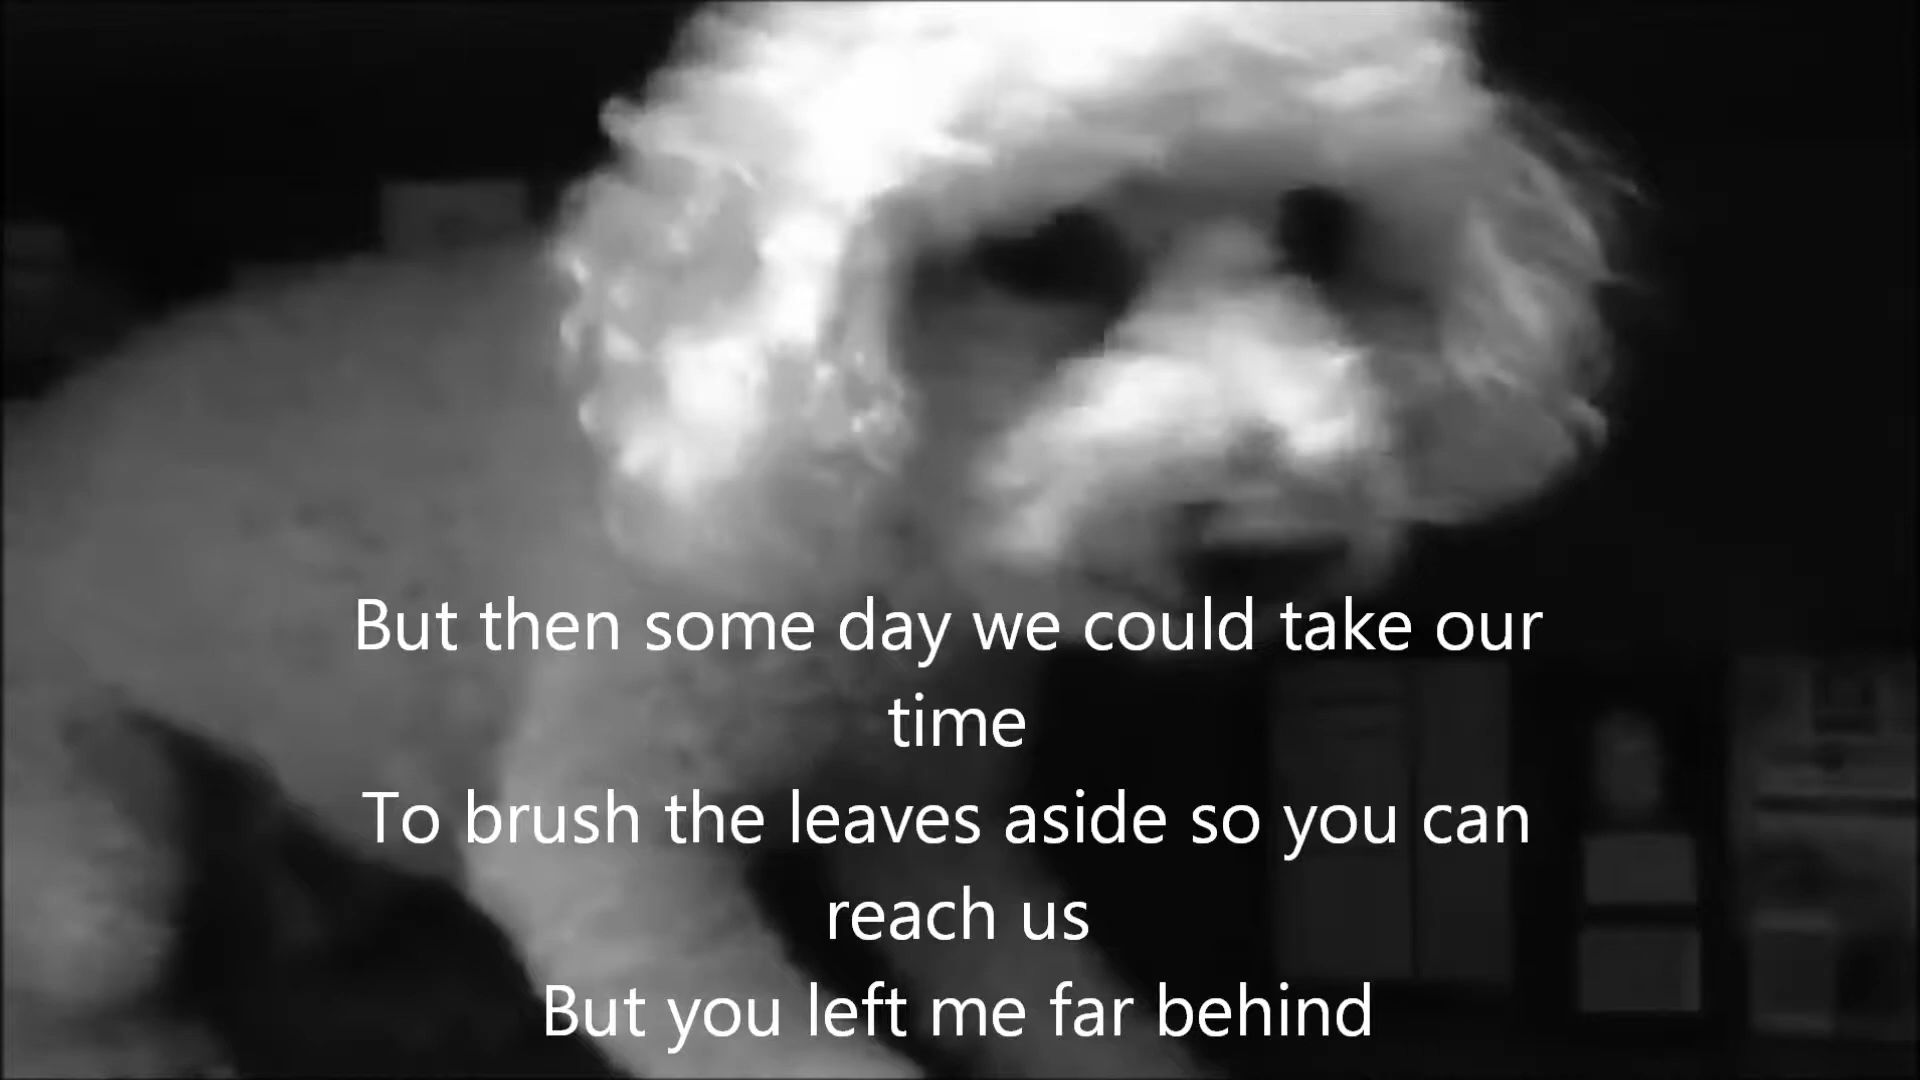 But then some day we could take our
time
To brush the leaves aside so you can
reach us
But you left me far behind